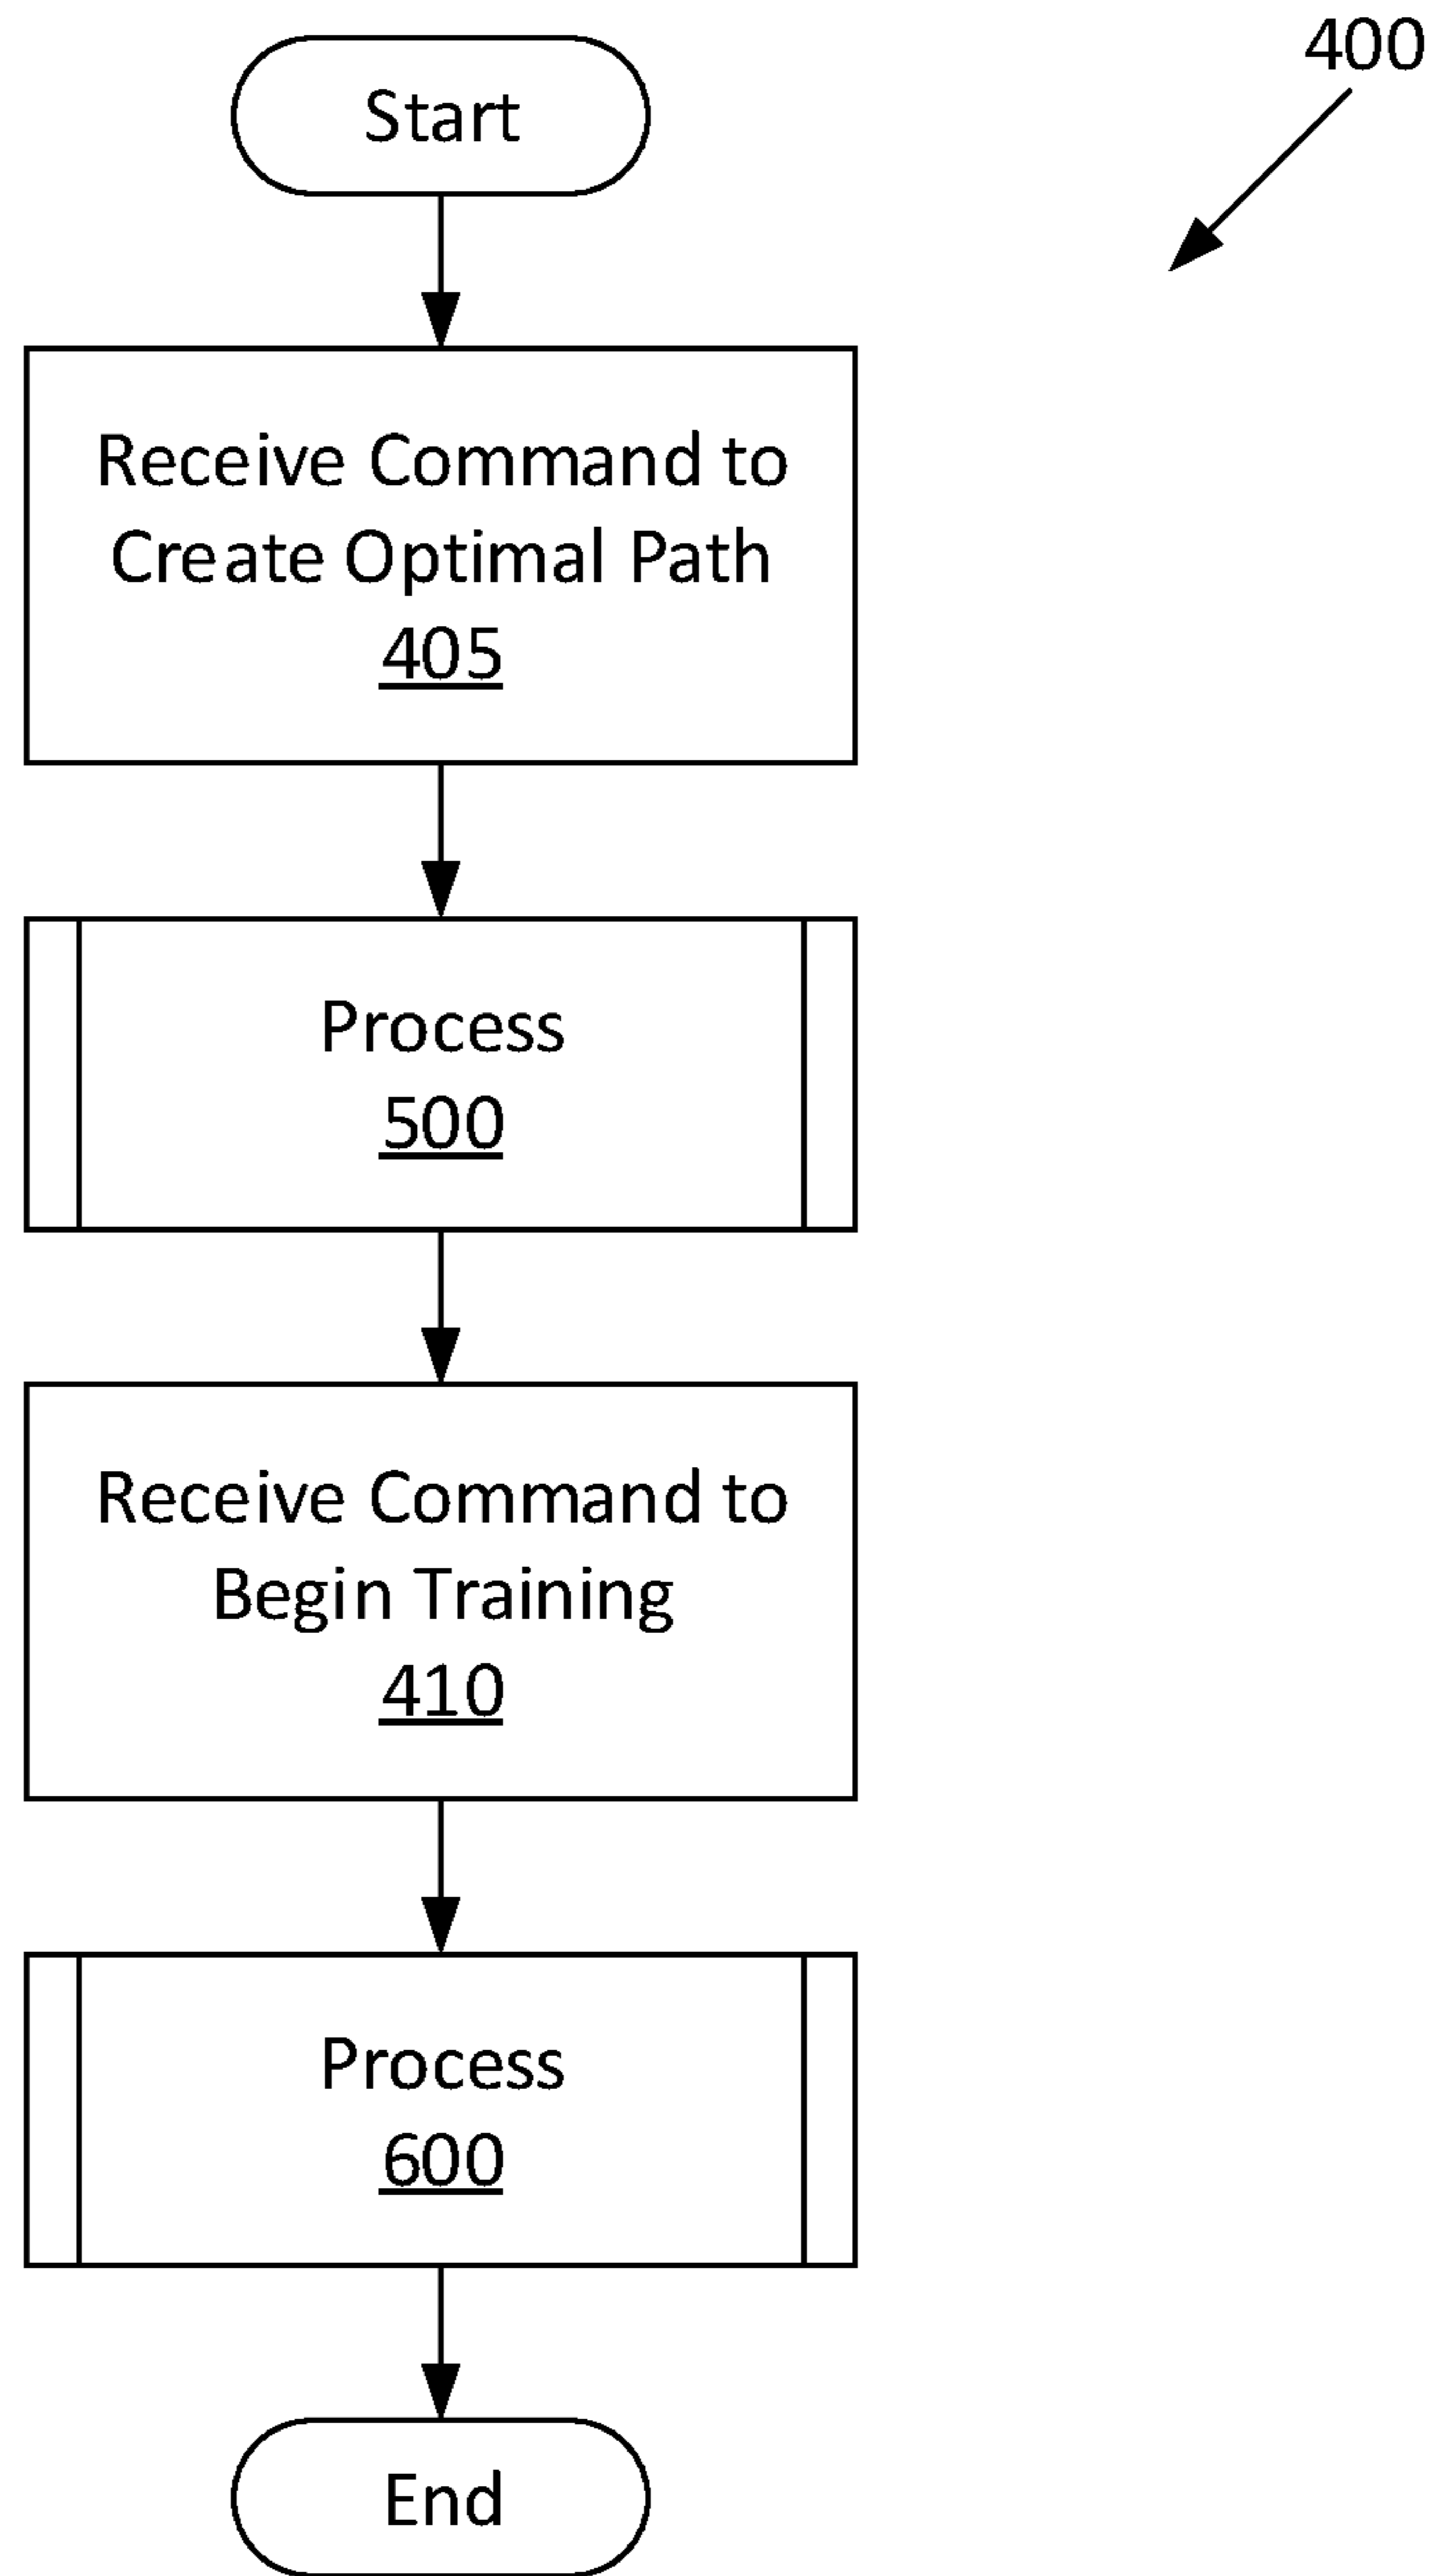 400
Start
Receive Command to
Create Optimal Path
405
Process
500
Receive Command to
Begin Training
410
Process
600
End